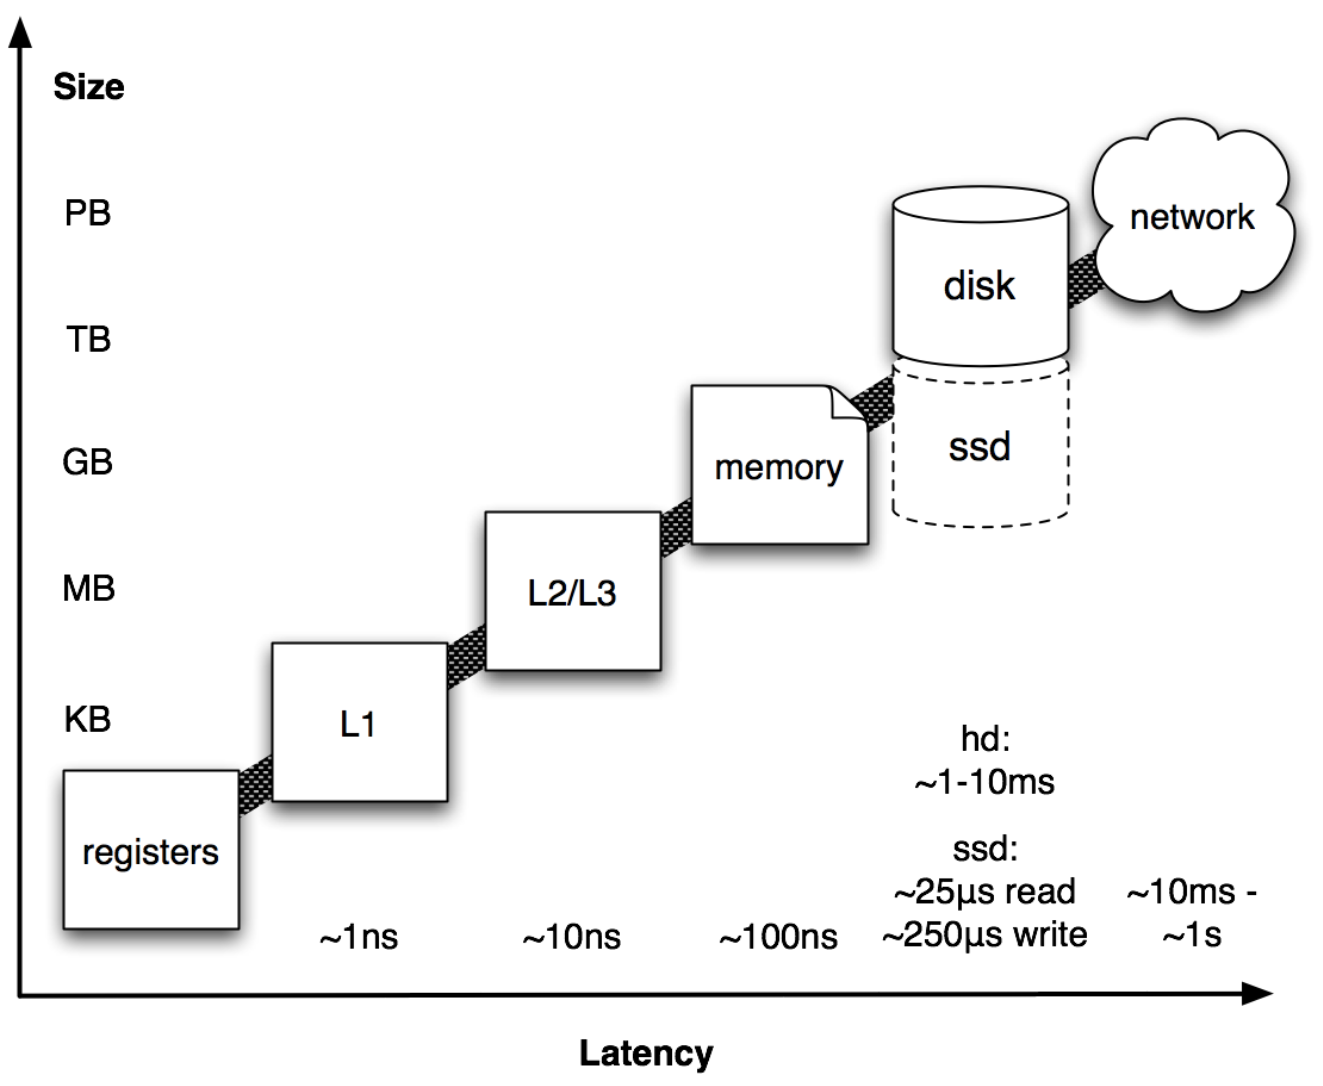 Size
PB
network
disk
TB
ssd
GB
memory
MB
L2/L3
KB
L1
hd:
~1-10ms
registers
ssd:
~25µs read
~250µs write
~10ms -
~1s
~1ns
~10ns
~100ns
Latency